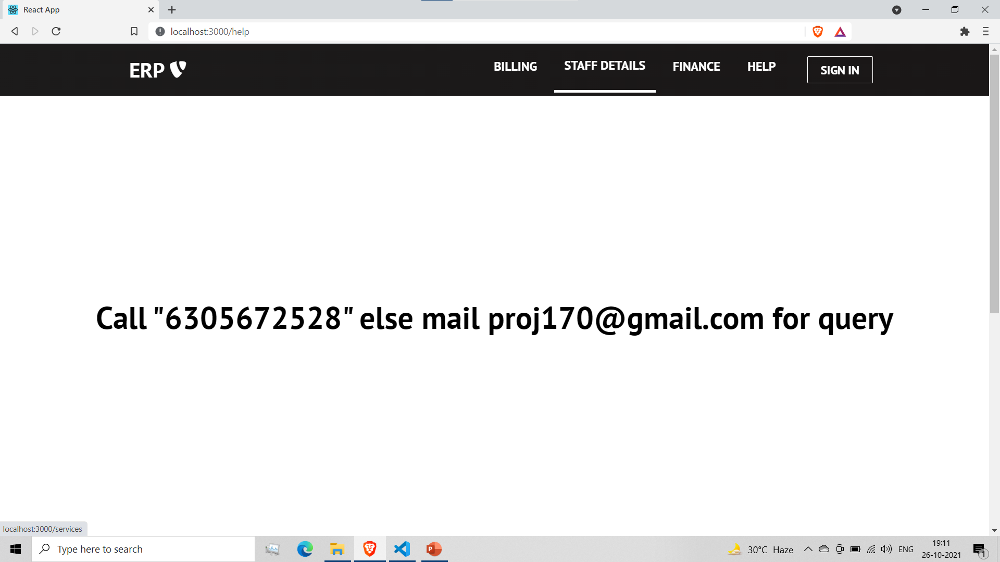 React App
localhost:3000/help
ERP
BILLING
STAFF DETAILS
FINANCE
HELP
SIGN IN
Call "6305672528" else mail proj170@gmail.com for query
localhost:3000/services
Type here to search
P
30°C Haze
ENG
19:11
26-10-2021
1